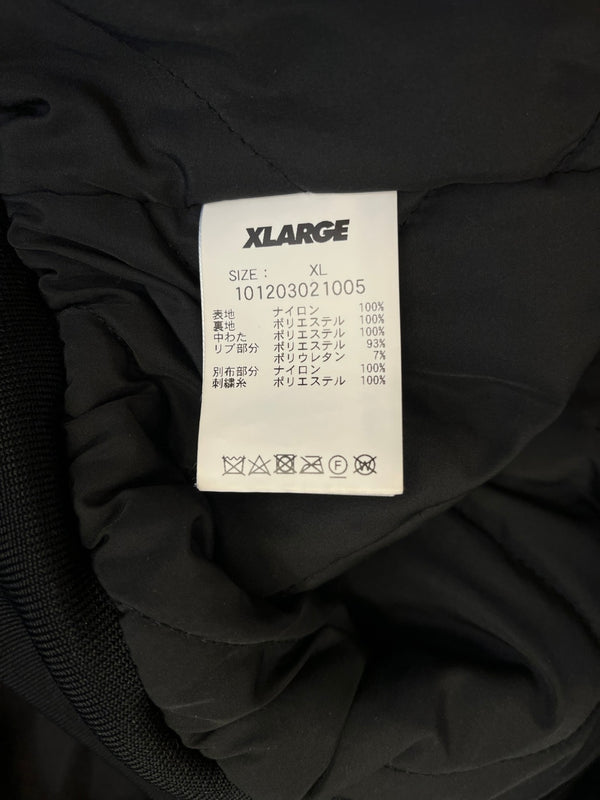 XLARGE
SIZE : XL
101203021005
表地 ナイロン 100%
裏地 ポリエステル 100%
中わた ポリエステル 100%
リブ部分 ポリエステル 93%
ポリウレタン 7%
別布部分 ナイロン 100%
刺繍糸 ポリエステル 100%
F W